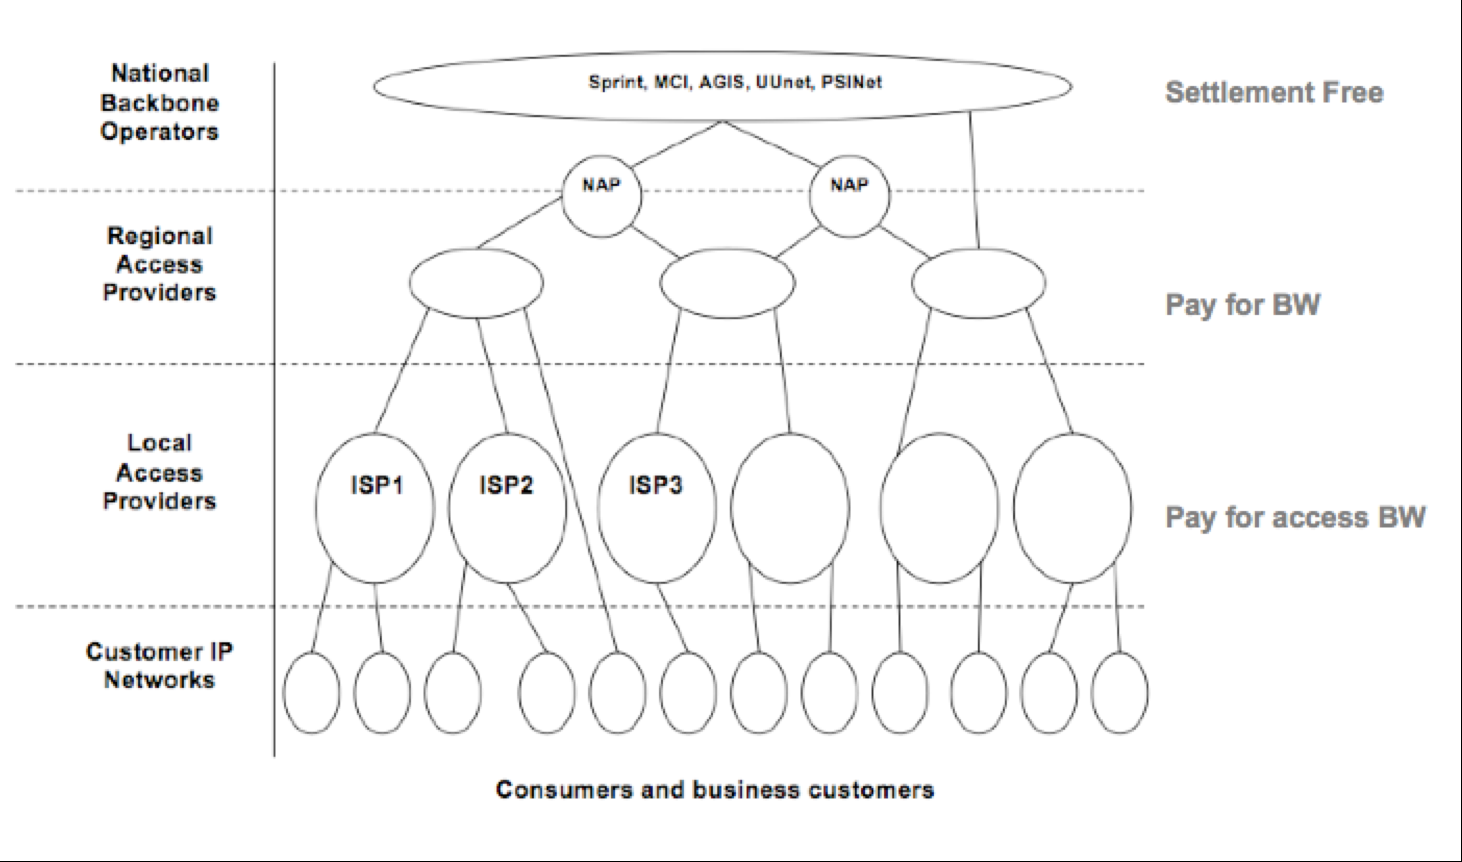 National
Backbone
Operators
Sprint, MCI, AGIS, UUnet, PSINet
Settlement Free
NAP
NAP
Regional
Access
Providers
Pay for BW
Local
Access
Providers
ISP1
ISP2
ISP3
Pay for access BW
Customer IP
Networks
Consumers and business customers